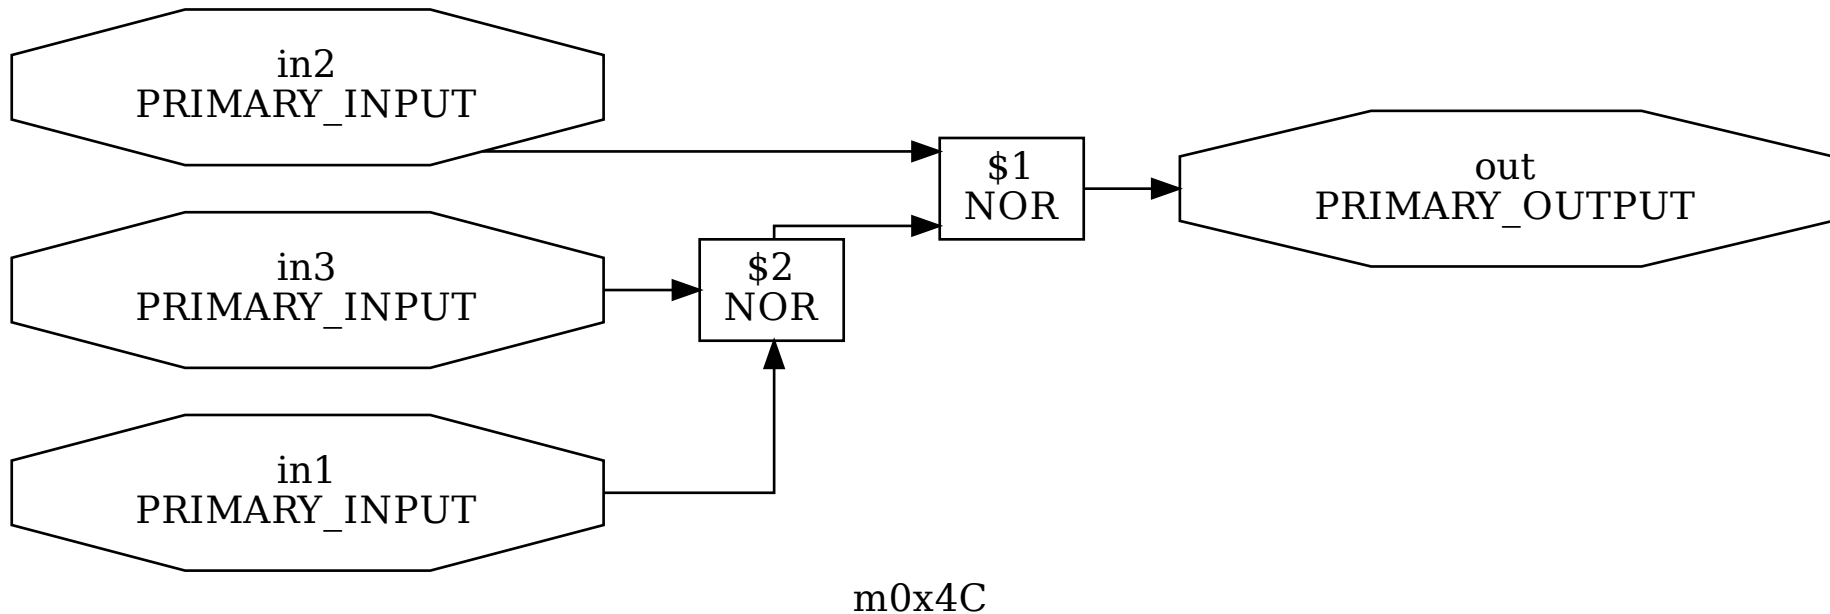 in2
PRIMARY_INPUT
in3
PRIMARY_INPUT
in1
PRIMARY_INPUT
$2
NOR
$1
NOR
out
PRIMARY_OUTPUT
m0x4C